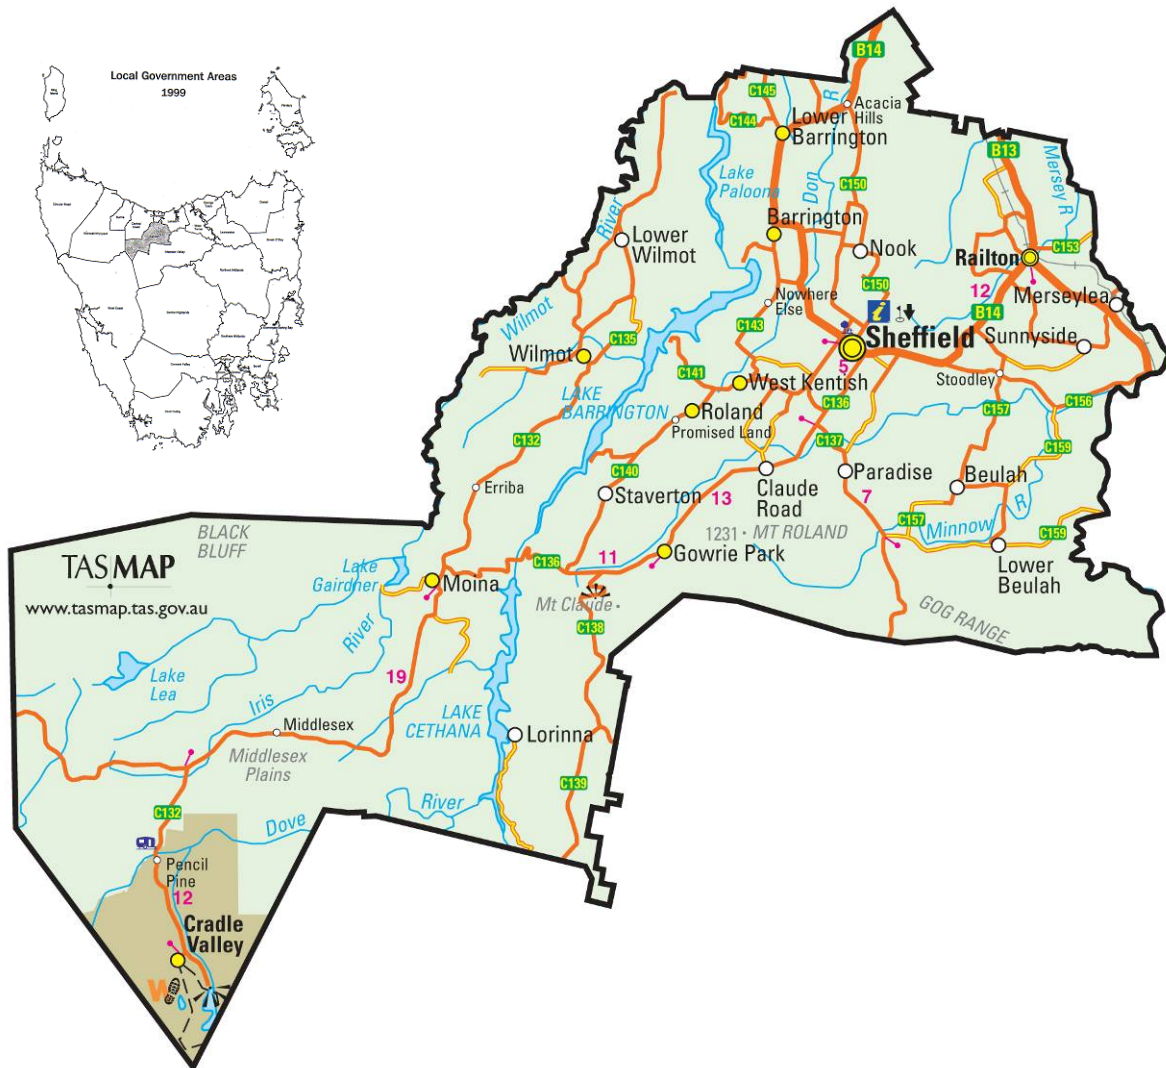 Local Government Areas
1999
B14
C145
R
Acacia
Hills
C144
Lower
Barrington
B13
Mersey R
Lake
Paloona
Don
C150
River
Barrington
Lower
Wilmot
Nook
C153
Railton
C150
12
Nowhere
Else
Merseylea
B14
Wilmot
C143
C135
Sheffield
Sunnyside
Wilmot
5
C141
West Kentish
Stoodley
LAKE
BARRINGTON
Roland
C136
C157
C156
Promised Land
C132
C137
C159
C140
Paradise
Beulah
Erriba
Staverton
13
Claude
Road
7
R
BLACK
BLUFF
1231 · MT ROLAND
C157
Minnow
C159
TASMAP
www.tasmap.tas.gov.au
Lake
Gairdner
Moina
C136
11
Gowrie Park
Lower
Beulah
Mt Claude ·
GOG RANGE
C138
River
Lake
Lea
19
Iris
LAKE
CETHANA
Lorinna
Middlesex
Middlesex
Plains
C139
C132
River
Dove
Pencil
Pine
12
Cradle
Valley
W